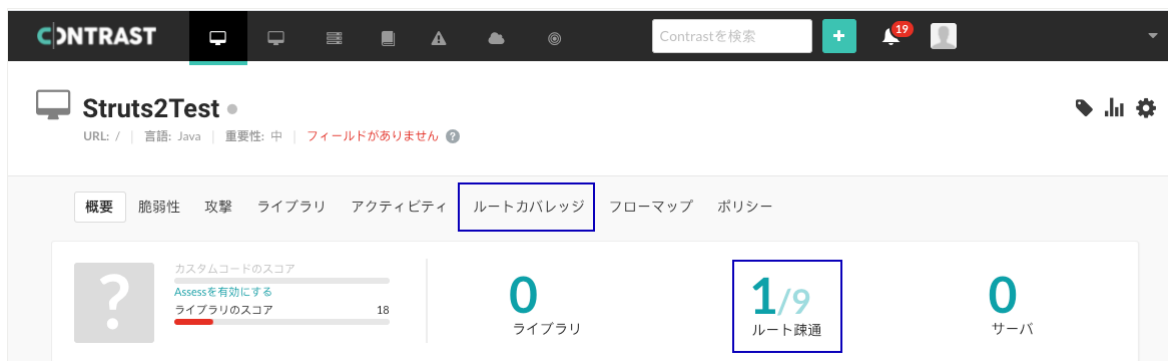 CONTRAST
Contrastを検索
+
19
Struts2Test
URL: / | 言語: Java | 重要性: 中 | フィールドがありません ?
概要 脆弱性 攻撃 ライブラリ アクティビティ ルートカバレッジ フローマップ ポリシー
?
カスタムコードのスコア
Assessを有効にする
ライブラリのスコア 18
0
ライブラリ
1/9
ルート疎通
0
サーバ